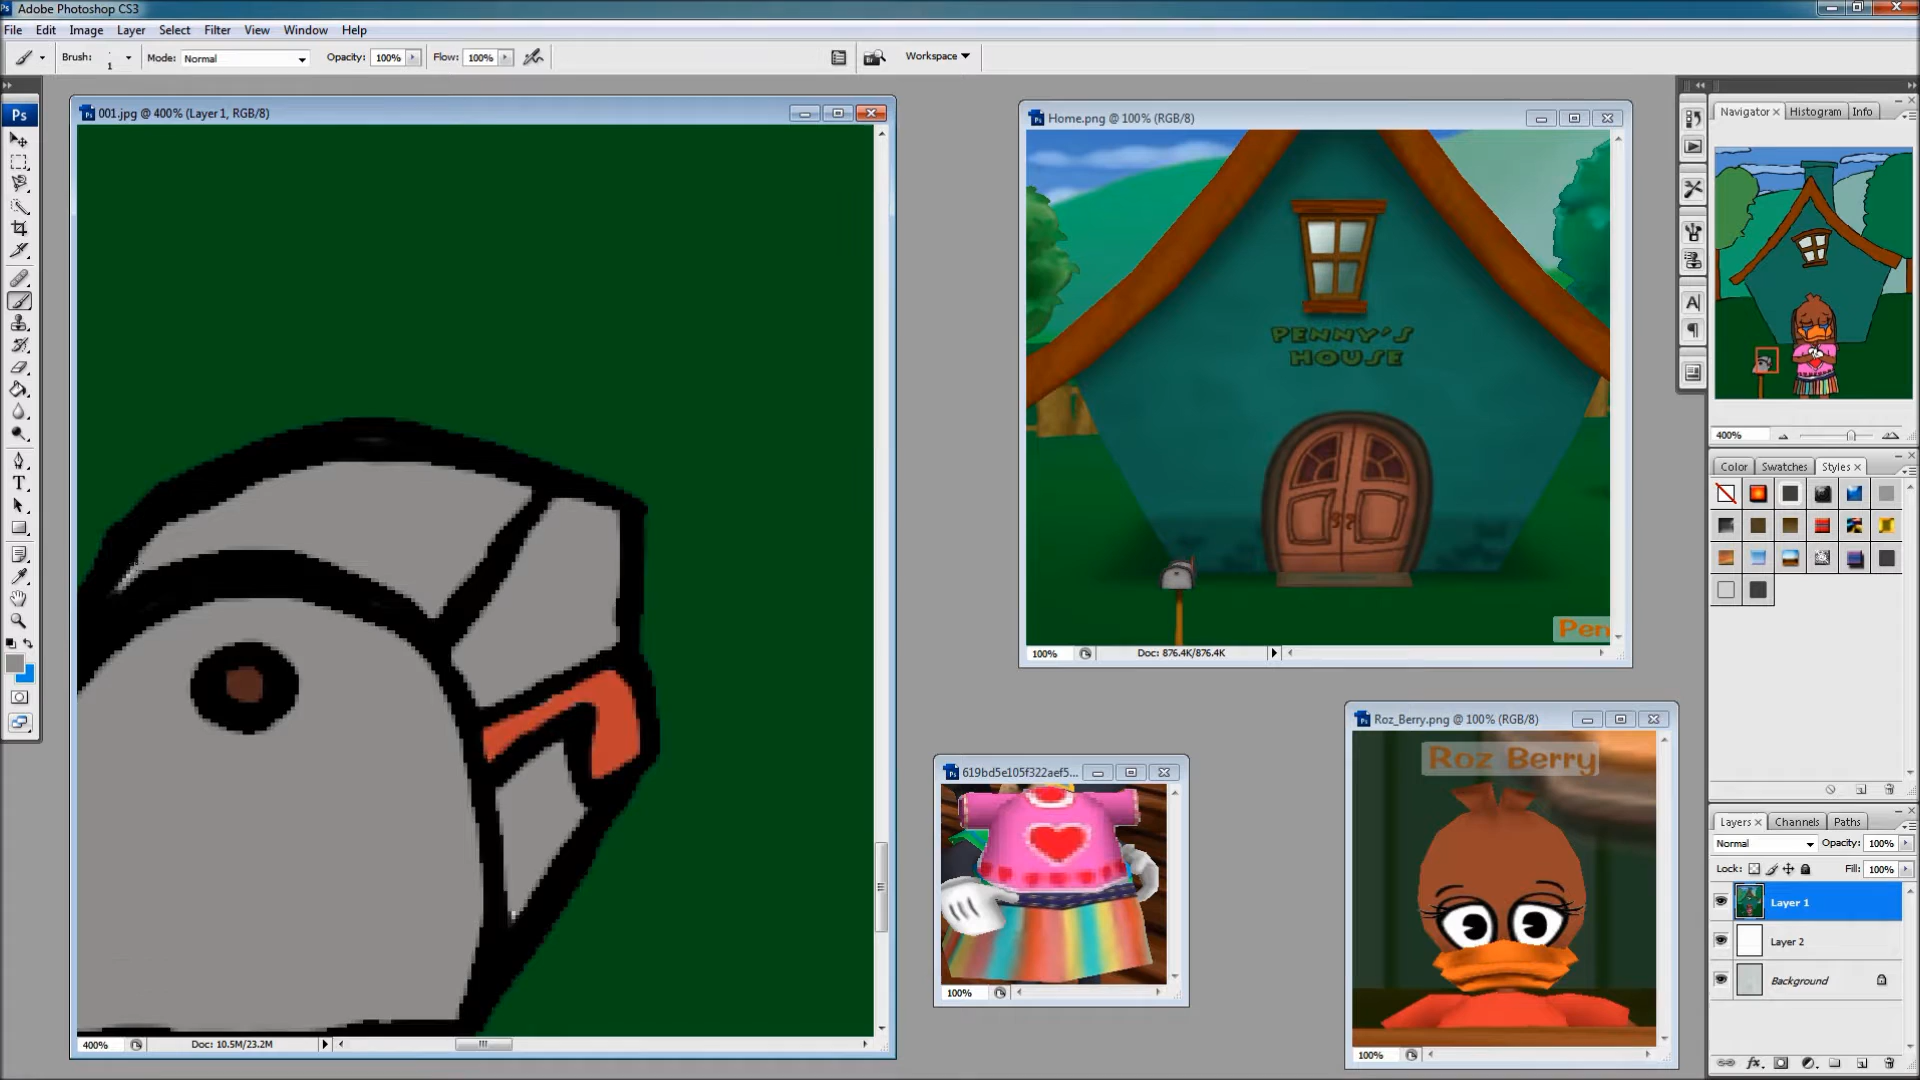 Adobe Photoshop CS3
File Edit Image Layer Select Filter View Window Help
Brush: 1 Mode: Normal Opacity: 100% Flow: 100% Workspace
Ps
001.jpg @ 400% (Layer 1, RGB/8)
400% Doc: 10.5M/23.2M
Home.png @ 100% (RGB/8)
PENNY'S
HOUSE
Pen
100% Doc: 876.4K/876.4K
619bd5e105f322aef5...
100%
Roz_Berry.png @ 100% (RGB/8)
Roz Berry
100%
Navigator Histogram Info
400%
Color Swatches Styles
Layers Channels Paths
Normal Opacity: 100%
Lock: Fill: 100%
Layer 1
Layer 2
Background